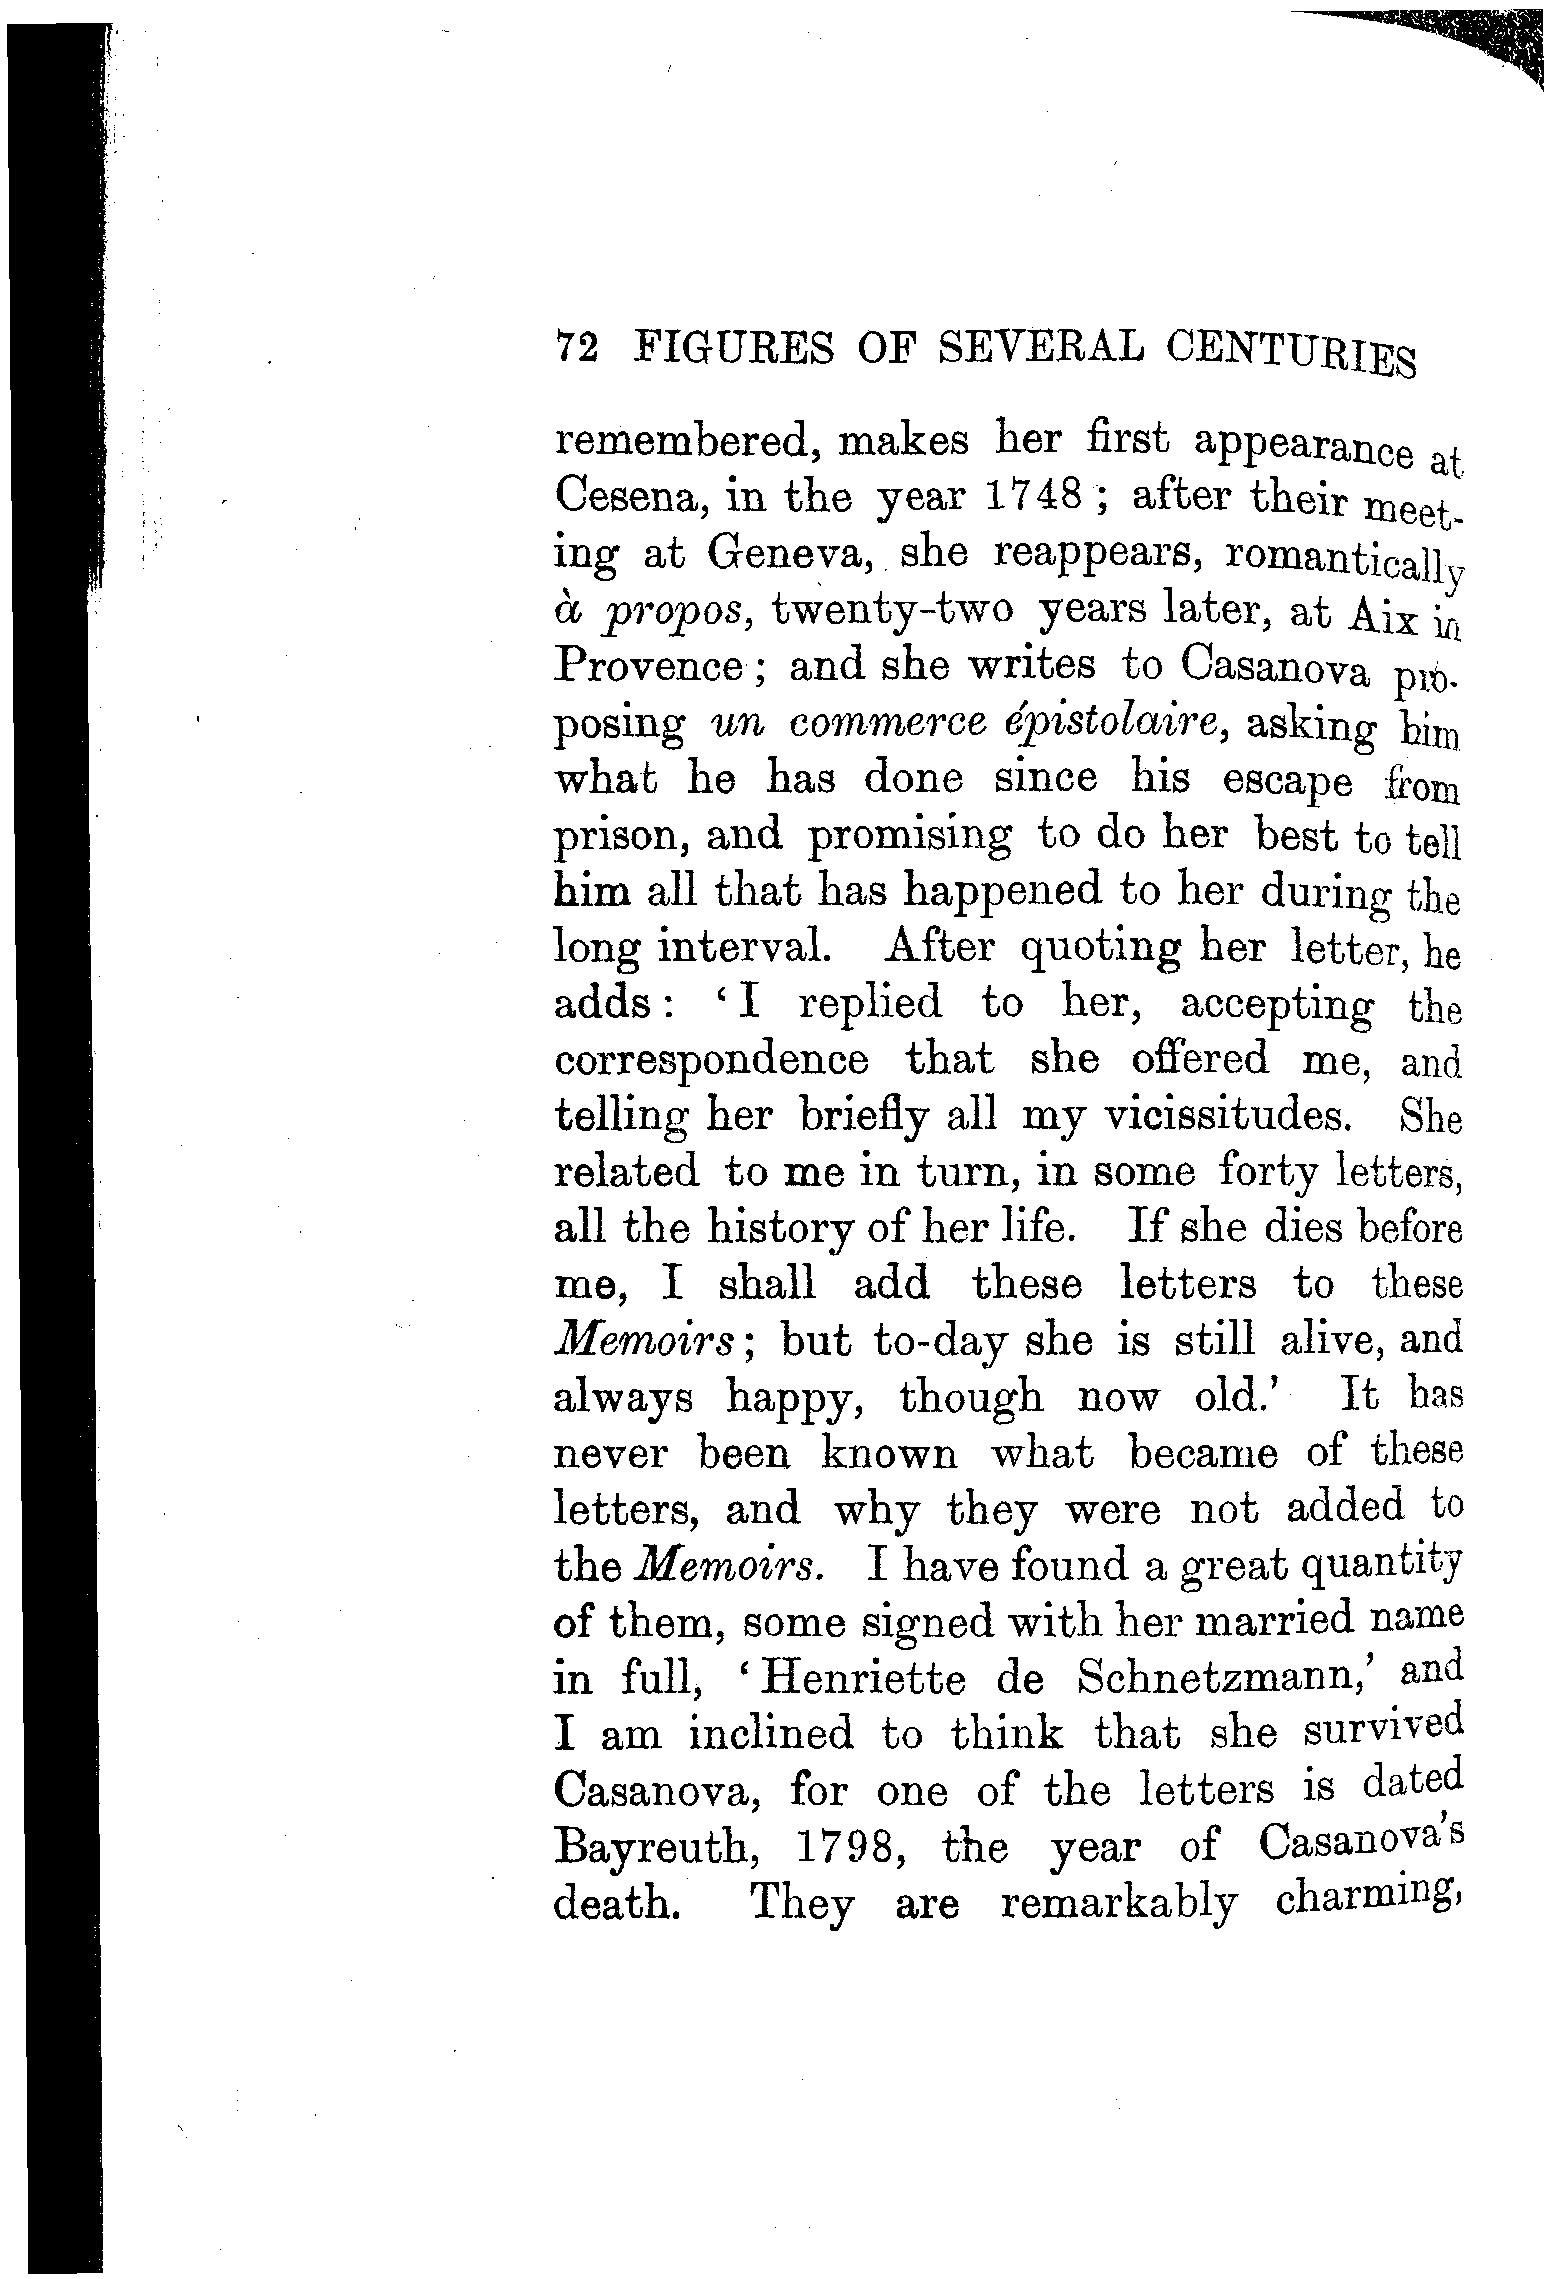 72 FIGURES OF SEVERAL CENTURIES
remembered, makes her first appearance at
Cesena, in the year 1748 ; after their meet-
ing at Geneva, she reappears, romantically
à propos, twenty-two years later, at Aix in
Provence ; and she writes to Casanova pro-
posing un commerce épistolaire, asking him
what he has done since his escape from
prison, and promising to do her best to tell
him all that has happened to her during the
long interval. After quoting her letter, he
adds : ‘ I replied to her, accepting the
correspondence that she offered me, and
telling her briefly all my vicissitudes. She
related to me in turn, in some forty letters,
all the history of her life. If she dies before
me, I shall add these letters to these
Memoirs ; but to-day she is still alive, and
always happy, though now old.’ It has
never been known what became of these
letters, and why they were not added to
the Memoirs. I have found a great quantity
of them, some signed with her married name
in full, ‘ Henriette de Schnetzmann,’ and
I am inclined to think that she survived
Casanova, for one of the letters is dated
Bayreuth, 1798, the year of Casanova’s
death. They are remarkably charming,